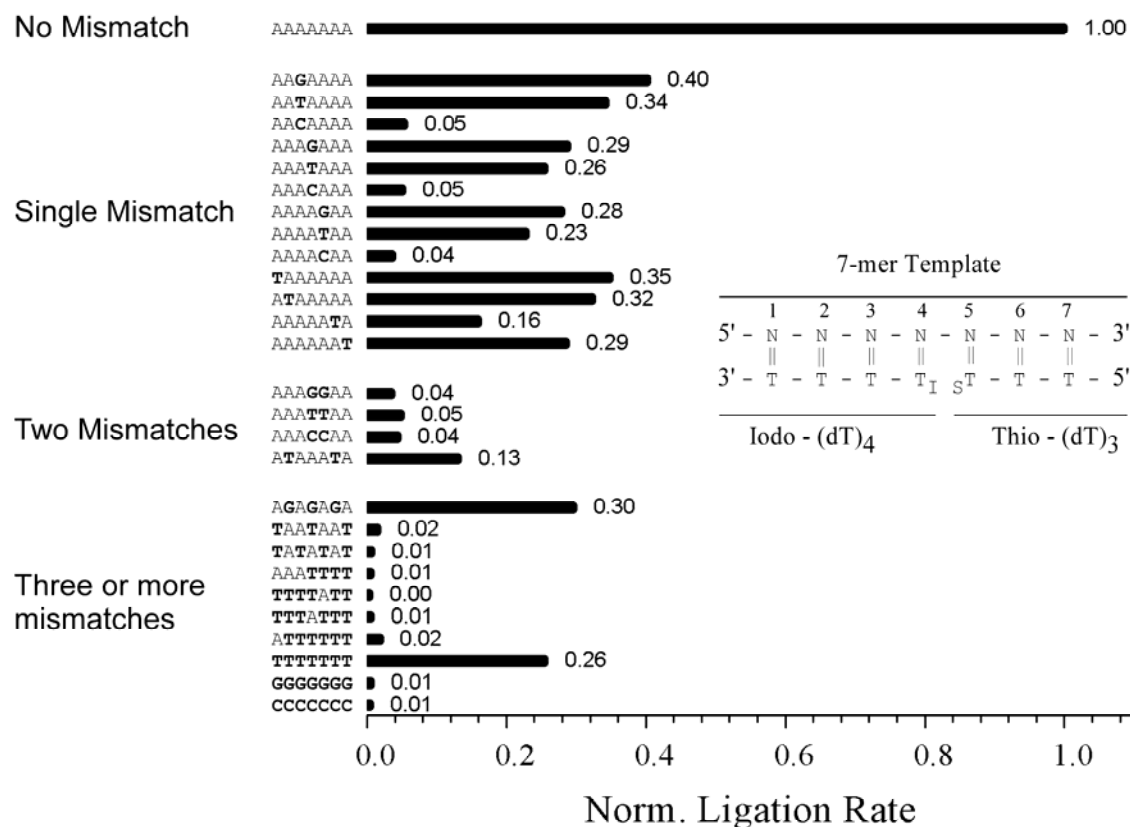 No Mismatch AAAAAAA 1.00
AAGAAAA 0.40
AATAAAA 0.34
AACAAAA 0.05
AAAGAAA 0.29
AAATAAA 0.26
AAACAAA 0.05
Single Mismatch
AAAAGAA 0.28
AAAATAA 0.23
AAAACAA 0.04
TAAAAAA 0.35
ATAAAAA 0.32
AAAAATA 0.16
AAAAAAT 0.29
7-mer Template
1 2 3 4 5 6 7
5' - N - N - N - N - N - N - N - 3'
3' - T - T - T - TI ST - T - T - 5'
Iodo - (dT)4 Thio - (dT)3
AAAGGAA 0.04
AAATTAA 0.05
Two Mismatches
AAACCAA 0.04
ATAAATA 0.13
AGAGAGA 0.30
TAATAAT 0.02
TATATAT 0.01
AAATTTT 0.01
Three or more
mismatches
TTTTATT 0.00
TTTATTT 0.01
ATTTTTT 0.02
TTTTTTT 0.26
GGGGGGG 0.01
CCCCCCC 0.01
0.0 0.2 0.4 0.6 0.8 1.0
Norm. Ligation Rate